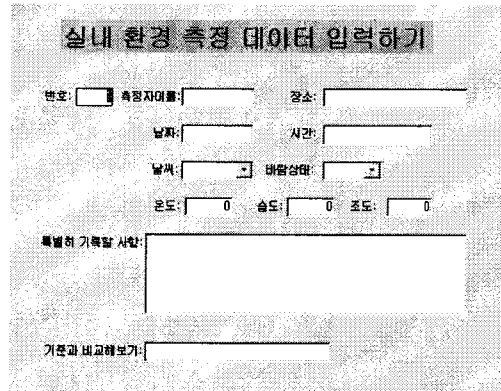 실내 환경 측정 데이터 입력하기
번호: 측정자이름: 장소:
날짜: 시간:
날씨: 바람상태:
온도: 0 습도: 0 조도: 0
특별히 기록할 사항:
기준과 비교해보기: